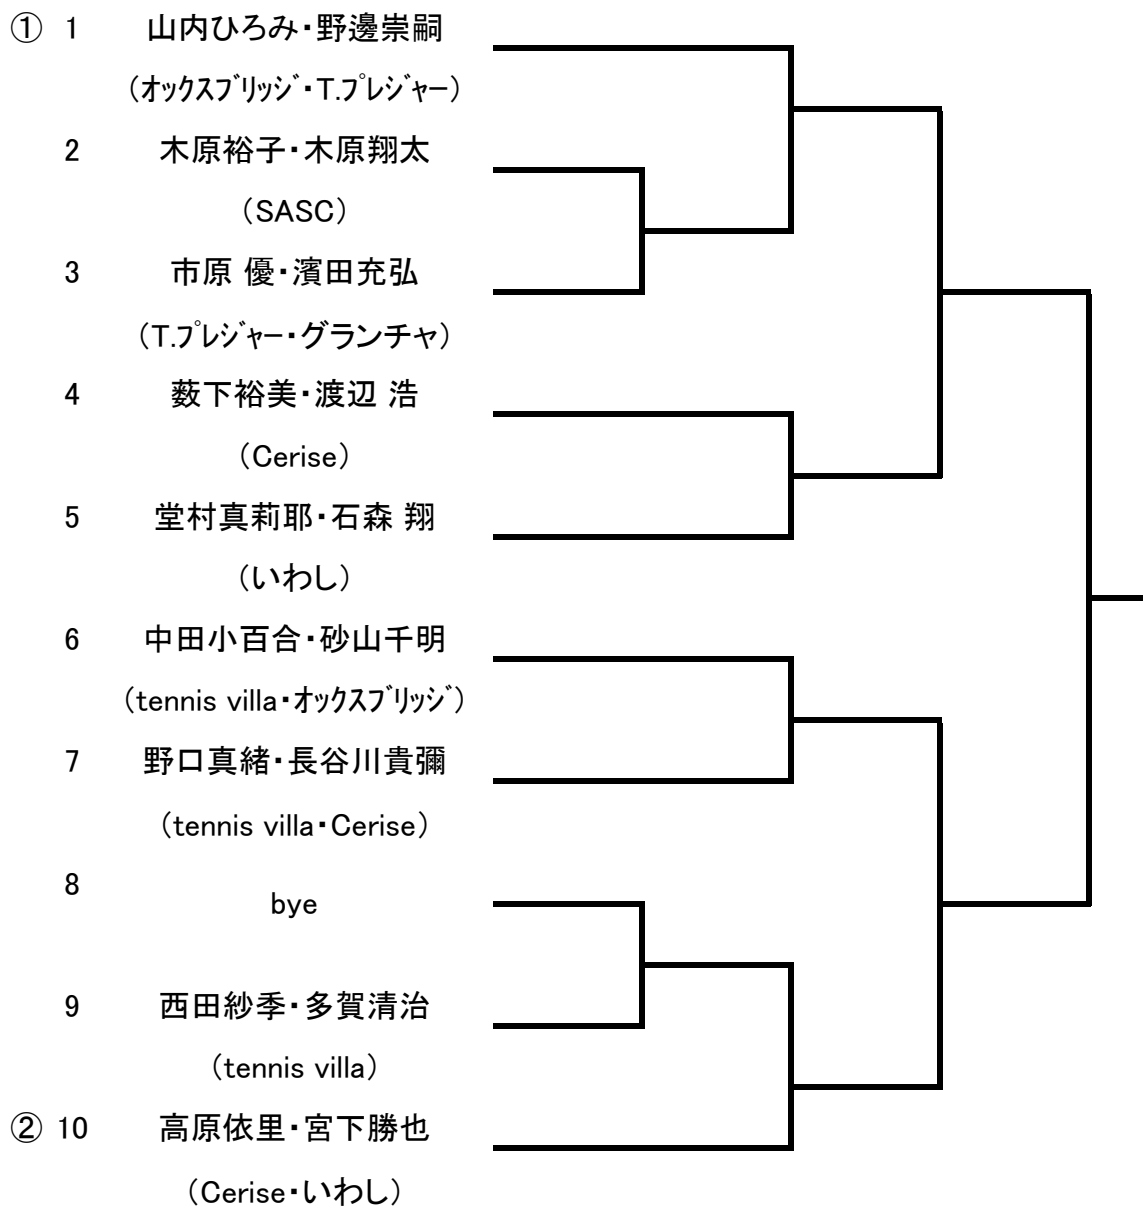 ① 1 山内ひろみ・野邊崇嗣
（ｵｯｸｽﾌﾞﾘｯｼﾞ・T.ﾌﾟﾚｼﾞｬｰ）
2 木原裕子・木原翔太
（SASC）
3 市原 優・濱田充弘
（T.ﾌﾟﾚｼﾞｬｰ・グランチャ）
4 薮下裕美・渡辺 浩
（Cerise）
5 堂村真莉耶・石森 翔
（いわし）
6 中田小百合・砂山千明
（tennis villa・ｵｯｸｽﾌﾞﾘｯｼﾞ）
7 野口真緒・長谷川貴彌
（tennis villa・Cerise）
8 bye
9 西田紗季・多賀清治
（tennis villa）
② 10 高原依里・宮下勝也
（Cerise・いわし）